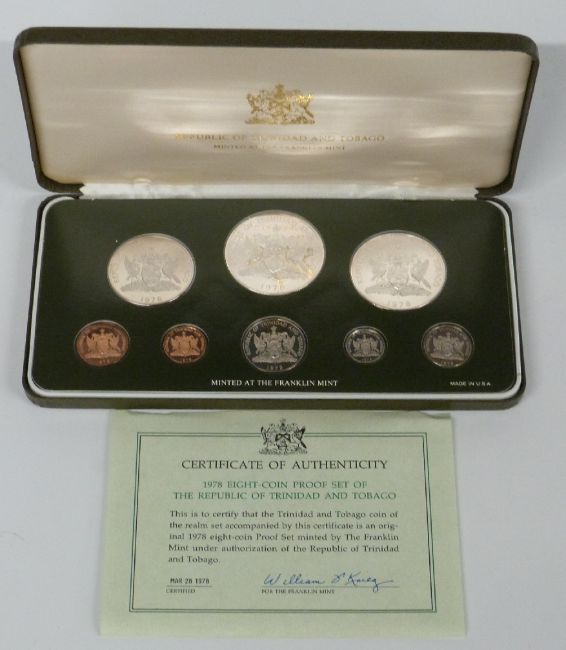 REPUBLIC OF TRINIDAD AND TOBAGO
MINTED AT THE FRANKLIN MINT
1978
1978
1978
1978
MINTED AT THE FRANKLIN MINT
MADE IN U.S.A.
CERTIFICATE OF AUTHENTICITY
1978 EIGHT-COIN PROOF SET OF
THE REPUBLIC OF TRINIDAD AND TOBAGO
This is to certify that the Trinidad and Tobago coin of
the realm set accompanied by this certificate is an orig-
inal 1978 eight-coin Proof Set minted by The Franklin
Mint under authorization of the Republic of Trinidad
and Tobago.
MAR 28 1978
CERTIFIED
FOR THE FRANKLIN MINT